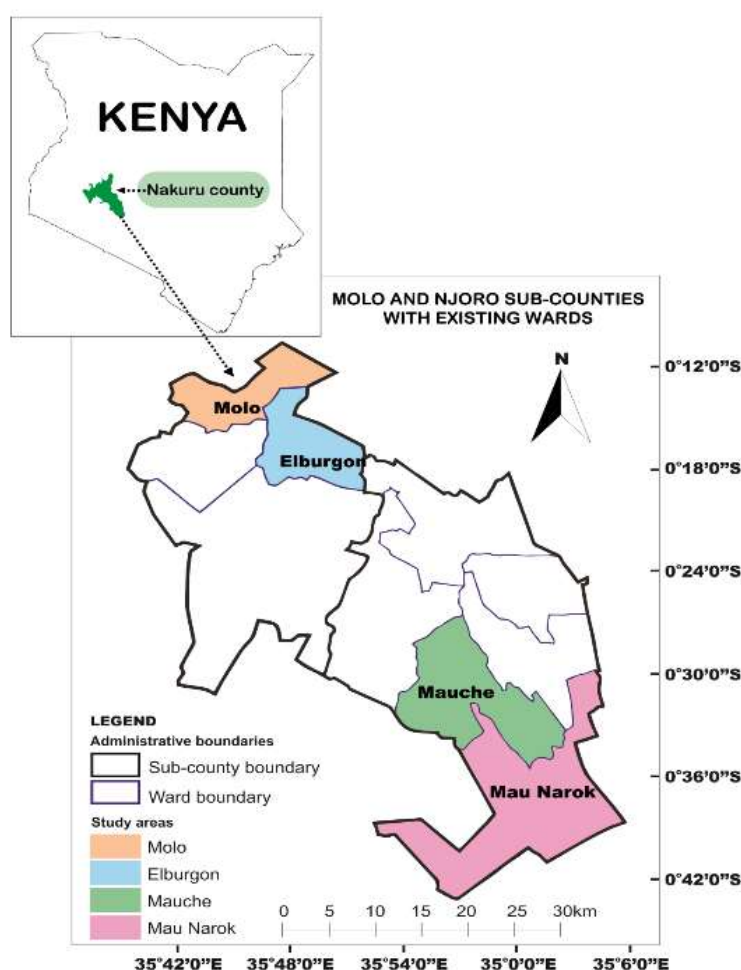 KENYA
Nakuru county
MOLO AND NJORO SUB-COUNTIES
WITH EXISTING WARDS
N
0°12’0”S
0°18’0”S
0°24’0”S
0°30’0”S
0°36’0”S
0°42’0”S
Molo
Elburgon
Mauche
Mau Narok
LEGEND
Administrative boundaries
Sub-county boundary
Ward boundary
Study areas
Molo
Elburgon
Mauche
Mau Narok
0 5 10 15 20 25 30km
35°42’0”S 35°48’0”S 35°54’0”S 35°0’0”S 35°6’0”S